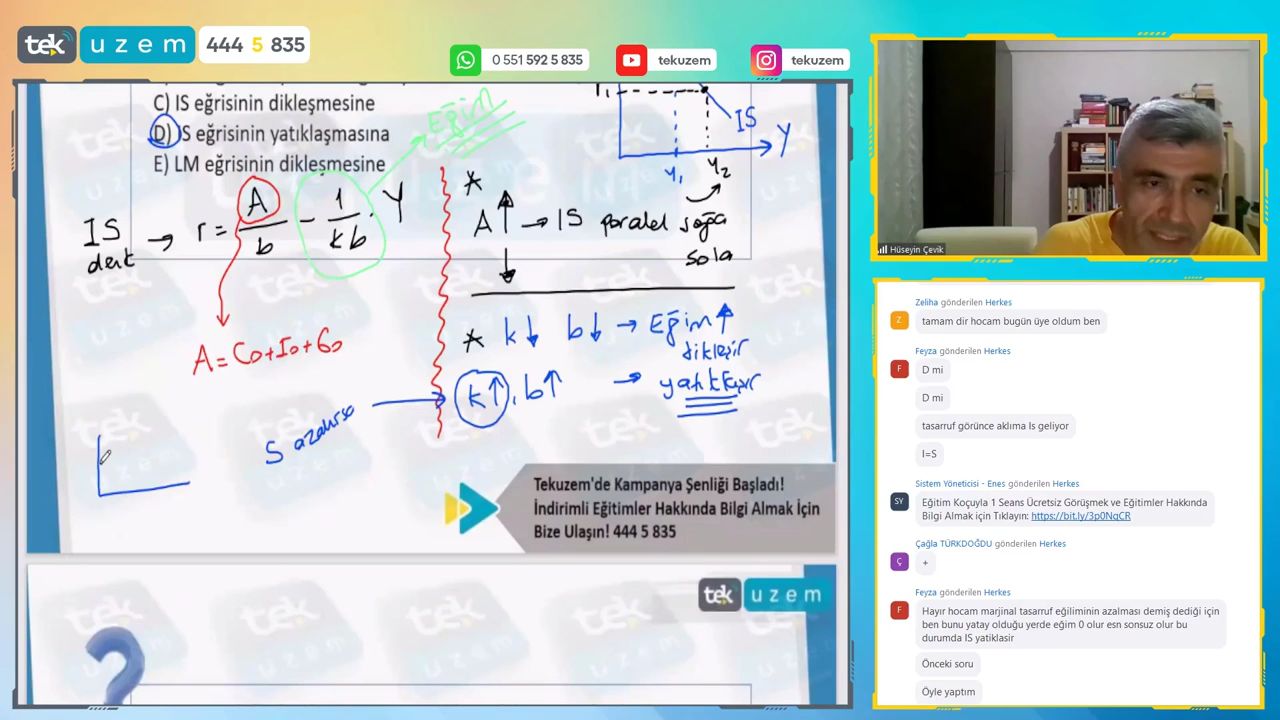 tek uzem 444 5 835
0 551 592 5 835
tekuzem
tekuzem
C) IS eğrisinin dikleşmesine
D) IS eğrisinin yatıklaşmasına
E) LM eğrisinin dikleşmesine
Eğim
r₁
IS
Y
y₁
y₂
IS → r = A/b - 1/kb . Y
denk
A = C₀+I₀+G₀
* A↑ → IS paralel sağa
↓ sola
* k↓ b↓ → Eğim↑
dikleşir
k↑, b↑ → yatıklaşır
S azalırsa
Tekuzem'de Kampanya Şenliği Başladı!
İndirimli Eğitimler Hakkında Bilgi Almak İçin
Bize Ulaşın! 444 5 835
tek uzem
?
Hüseyin Çevik
Zeliha gönderilen Herkes
Z
tamam dir hocam bugün üye oldum ben
Feyza gönderilen Herkes
F
D mi
D mi
tasarruf görünce aklıma Is geliyor
I=S
Sistem Yöneticisi - Enes gönderilen Herkes
SY
Eğitim Koçuyla 1 Seans Ücretsiz Görüşmek ve Eğitimler Hakkında
Bilgi Almak için Tıklayın: https://bit.ly/3p0NqCR
Çağla TÜRKDOĞDU gönderilen Herkes
Ç
+
Feyza gönderilen Herkes
F
Hayır hocam marjinal tasarruf eğiliminin azalması demiş dediği için
ben bunu yatay olduğu yerde eğim 0 olur esn sonsuz olur bu
durumda IS yatiklasir
Önceki soru
Öyle yaptım